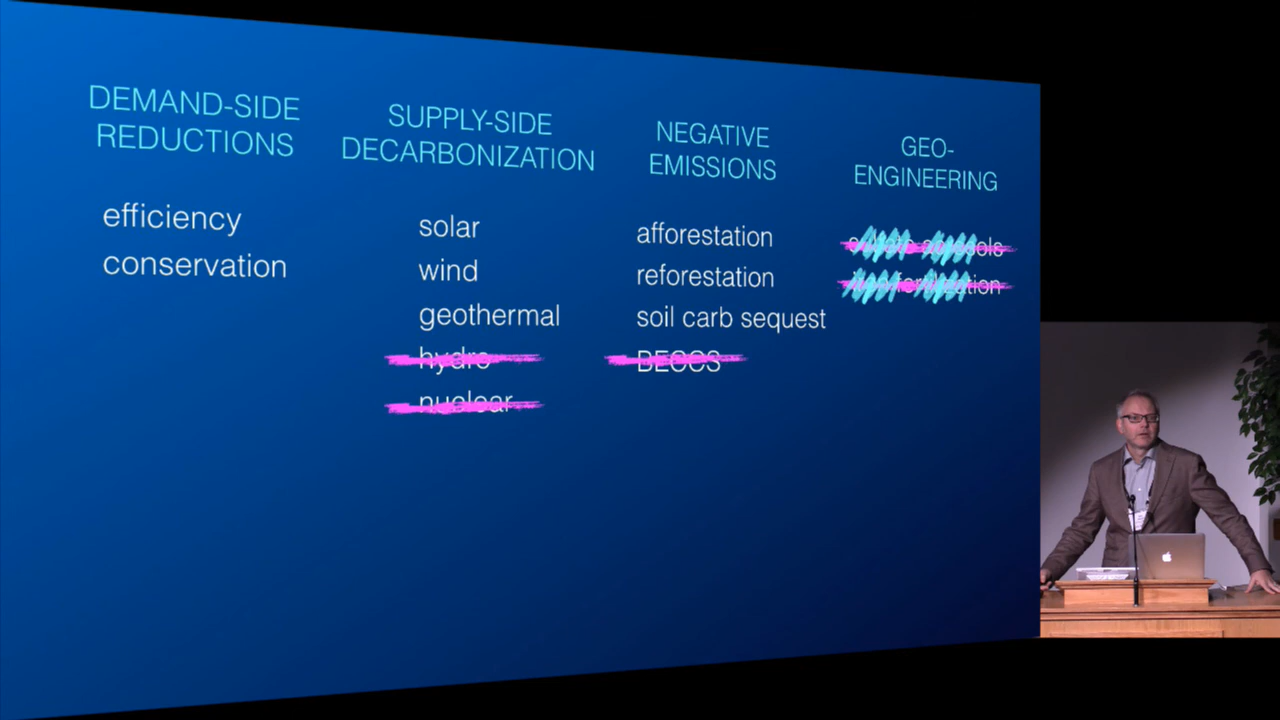 DEMAND-SIDE
REDUCTIONS
efficiency
conservation
SUPPLY-SIDE
DECARBONIZATION
solar
wind
geothermal
hydro
nuclear
NEGATIVE
EMISSIONS
afforestation
reforestation
soil carb sequest
BECCS
GEO-
ENGINEERING